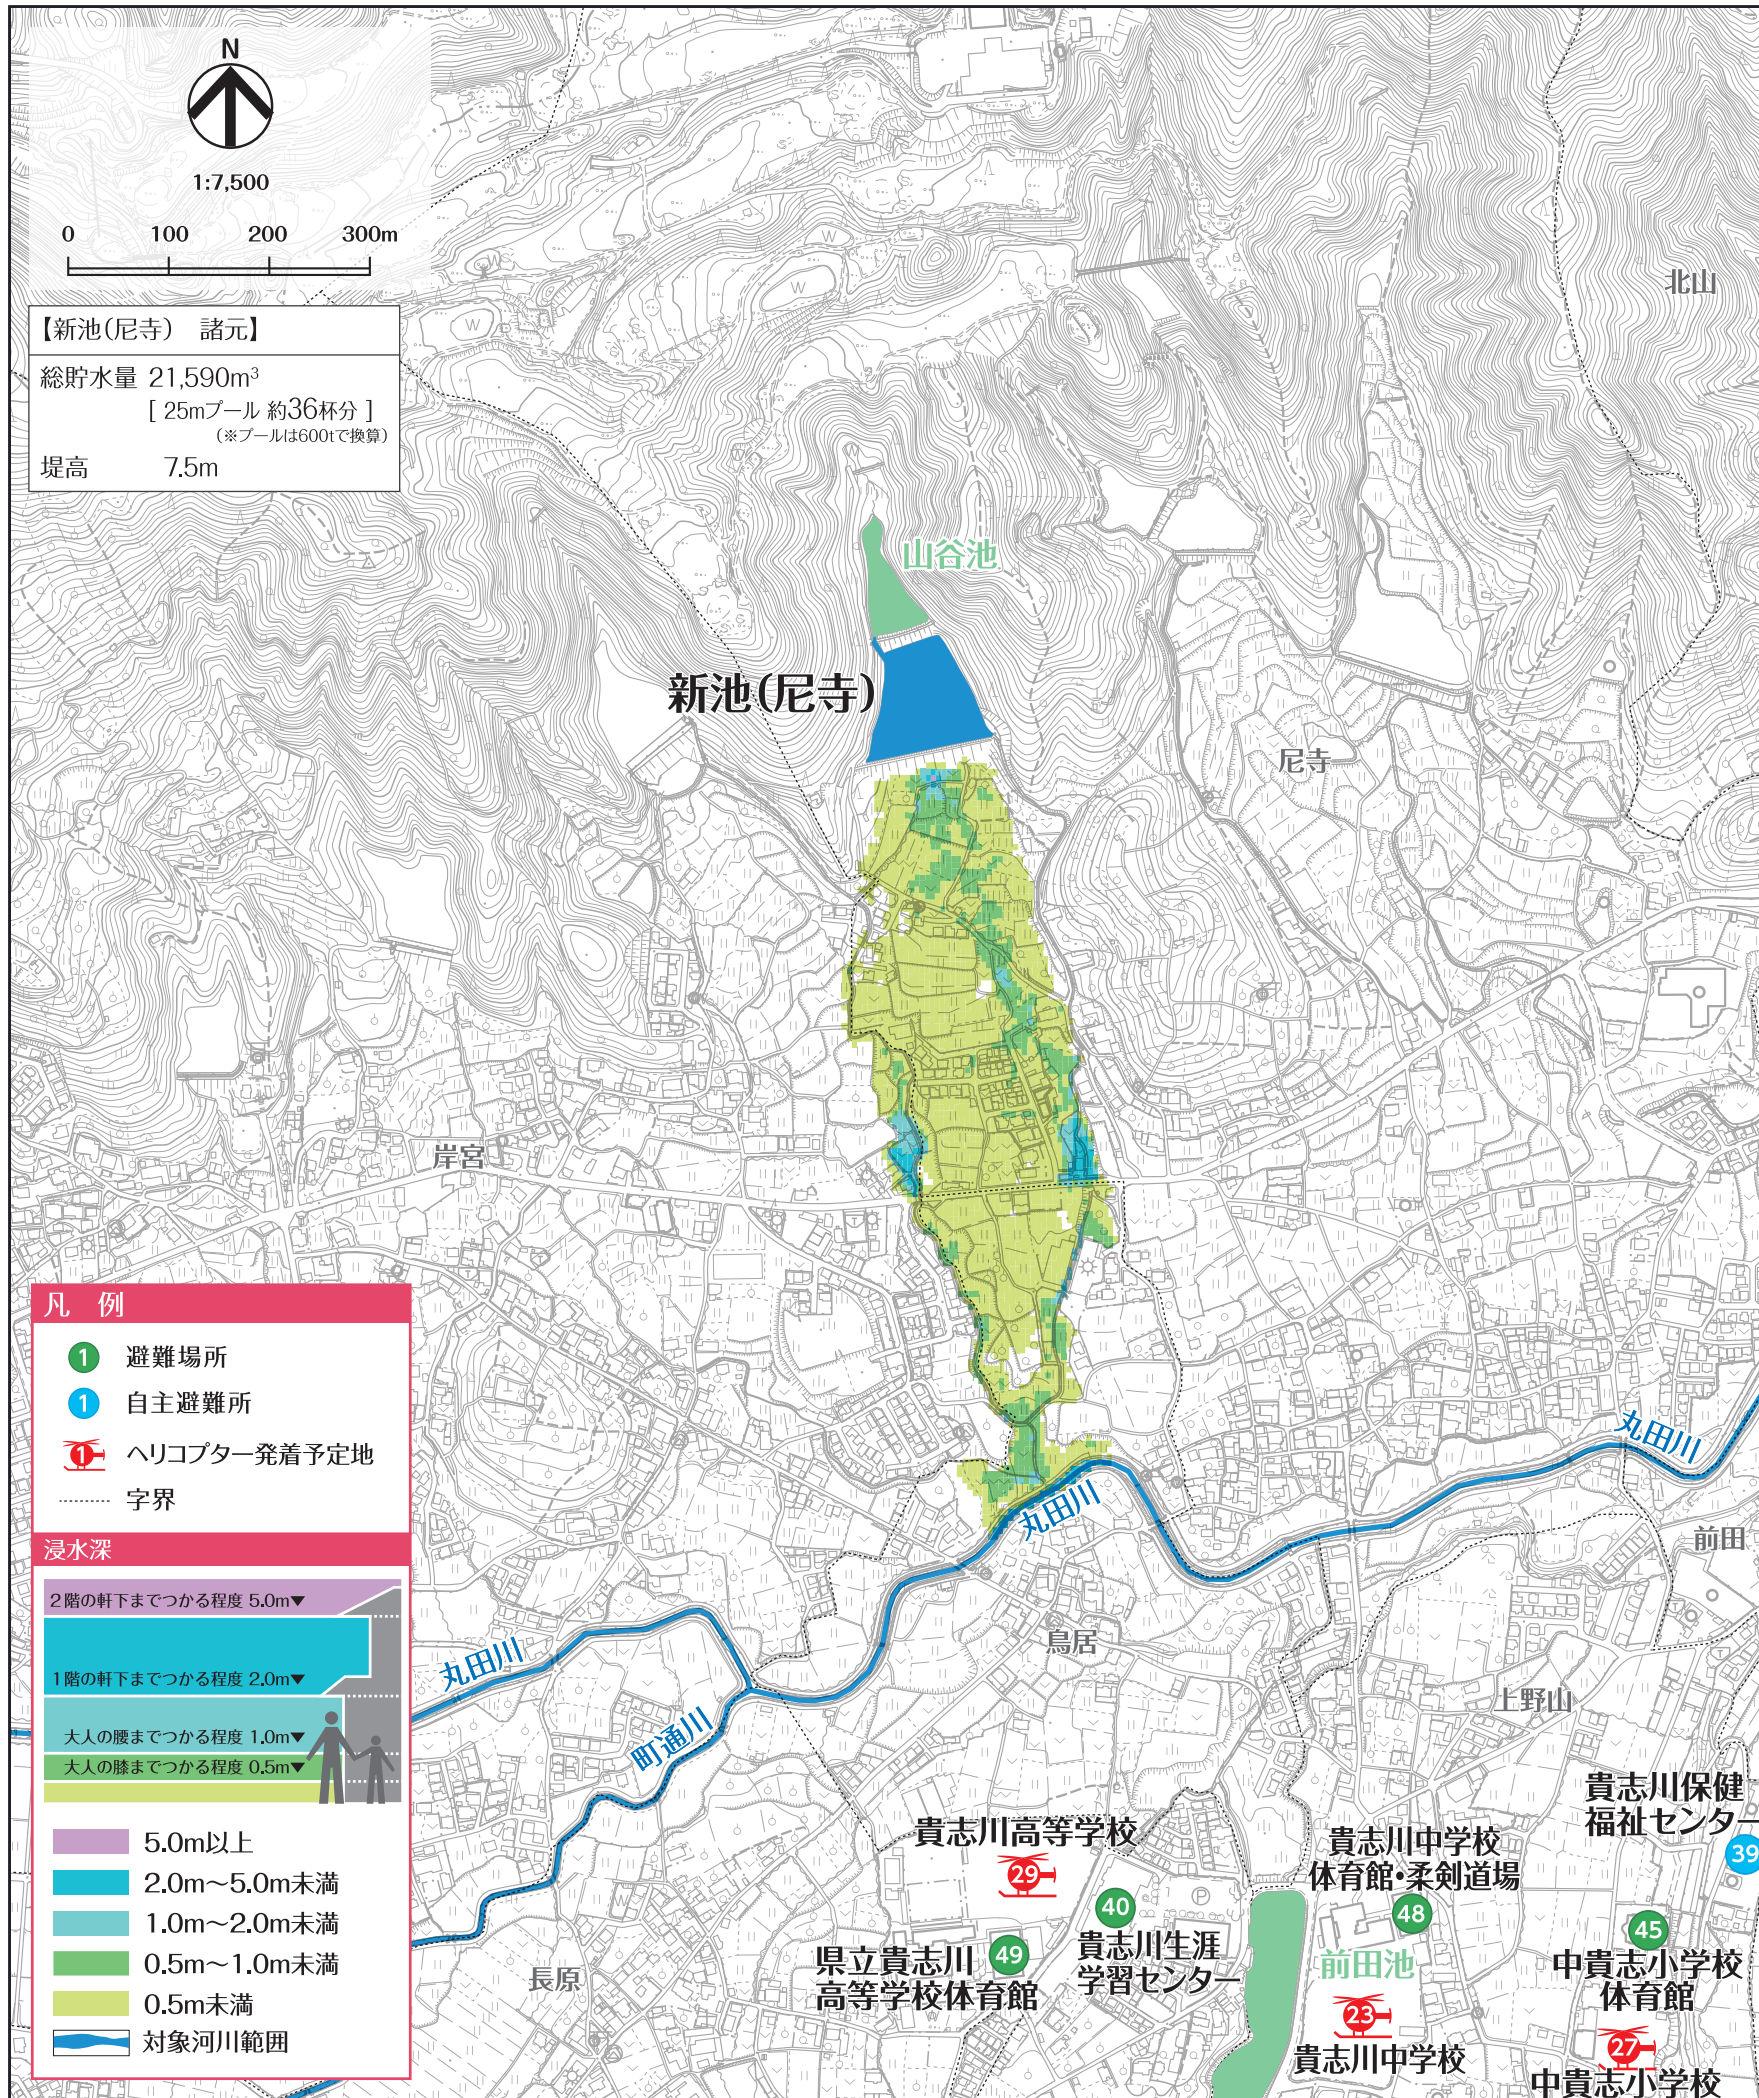 N
1:7,500
0 100 200 300m
【新池(尼寺) 諸元】
総貯水量 21,590m³
[ 25mプール 約36杯分 ]
(※プールは600tで換算)
堤高 7.5m
北山
山谷池
新池(尼寺)
尼寺
岸宮
凡 例
1 避難場所
1 自主避難所
1 ヘリコプター発着予定地
字界
浸水深
2階の軒下までつかる程度 5.0m▼
1階の軒下までつかる程度 2.0m▼
大人の腰までつかる程度 1.0m▼
大人の膝までつかる程度 0.5m▼
5.0m以上
2.0m〜5.0m未満
1.0m〜2.0m未満
0.5m〜1.0m未満
0.5m未満
対象河川範囲
丸田川
丸田川
前田
鳥居
丸田川
上野山
町通川
貴志川保健
福祉センター
39
貴志川高等学校
29
貴志川中学校
体育館・柔剣道場
48
40
貴志川生涯
学習センター
45
中貴志小学校
体育館
県立貴志川
高等学校体育館
49
前田池
長原
23
貴志川中学校
27
中貴志小学校